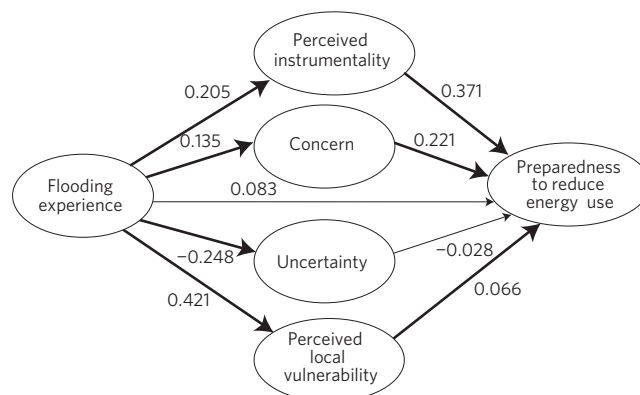 Perceived
instrumentality
0.205
0.371
0.135
Concern
0.221
Flooding
experience
0.083
Preparedness
to reduce
energy use
−0.248
Uncertainty
−0.028
0.421
0.066
Perceived
local
vulnerability